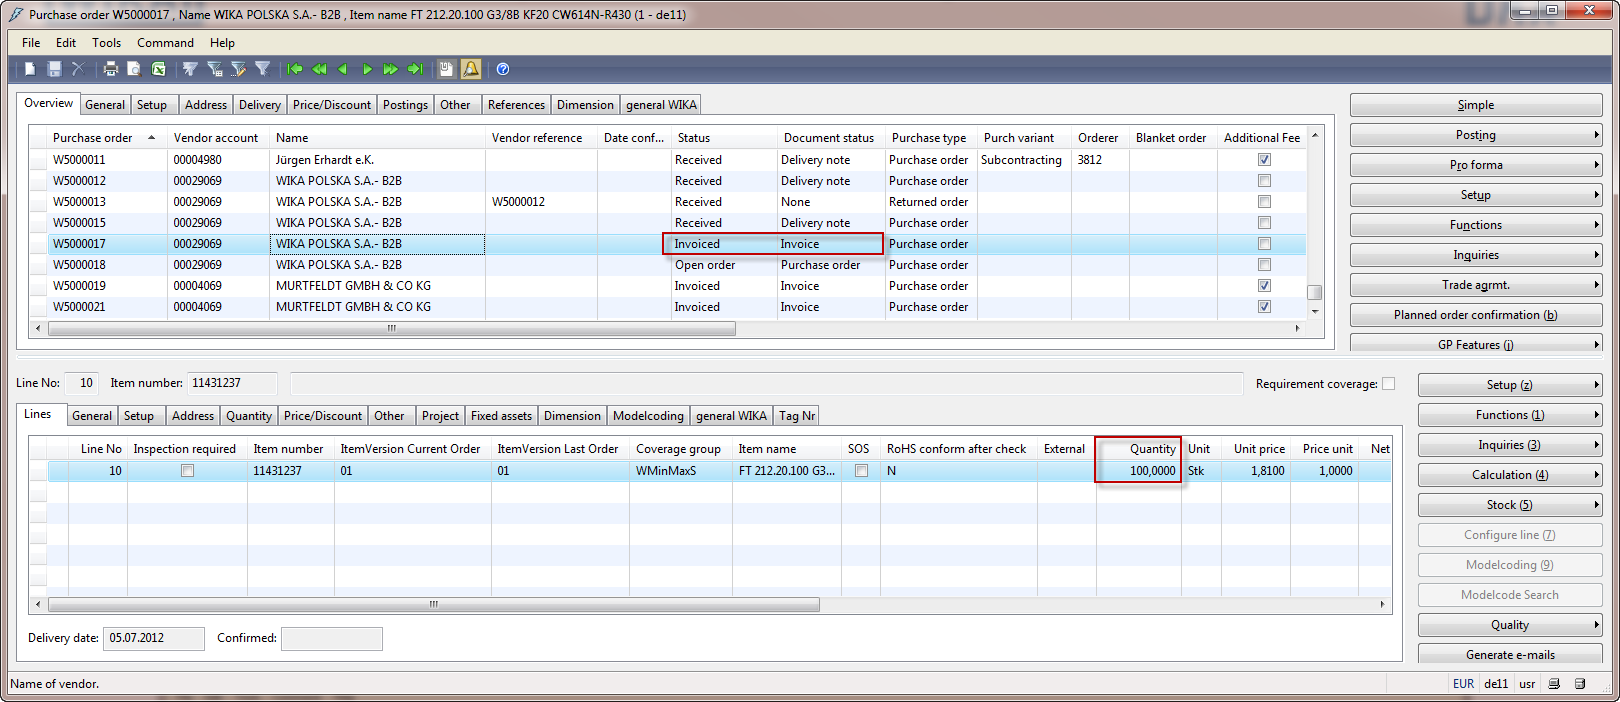 Purchase order W5000017 , Name WIKA POLSKA S.A.- B2B , Item name FT 212.20.100 G3/8B KF20 CW614N-R430 (1 - de11)
File Edit Tools Command Help
Overview General Setup Address Delivery Price/Discount Postings Other References Dimension general WIKA
Purchase order Vendor account Name Vendor reference Date conf... Status Document status Purchase type Purch variant Orderer Blanket order Additional Fee
W5000011 00004980 Jürgen Erhardt e.K. Received Delivery note Purchase order Subcontracting 3812
W5000012 00029069 WIKA POLSKA S.A.- B2B Received Delivery note Purchase order
W5000013 00029069 WIKA POLSKA S.A.- B2B W5000012 Received None Returned order
W5000015 00029069 WIKA POLSKA S.A.- B2B Received Delivery note Purchase order
W5000017 00029069 WIKA POLSKA S.A.- B2B Invoiced Invoice Purchase order
W5000018 00029069 WIKA POLSKA S.A.- B2B Open order Purchase order Purchase order
W5000019 00004069 MURTFELDT GMBH & CO KG Invoiced Invoice Purchase order
W5000021 00004069 MURTFELDT GMBH & CO KG Invoiced Invoice Purchase order
Simple
Posting
Pro forma
Setup
Functions
Inquiries
Trade agrmt.
Planned order confirmation (b)
GP Features (j)
Line No: 10 Item number: 11431237 Requirement coverage:
Lines General Setup Address Quantity Price/Discount Other Project Fixed assets Dimension Modelcoding general WIKA Tag Nr
Line No Inspection required Item number ItemVersion Current Order ItemVersion Last Order Coverage group Item name SOS RoHS conform after check External Quantity Unit Unit price Price unit Net
10 11431237 01 01 WMinMaxS FT 212.20.100 G3... N 100,0000 Stk 1,8100 1,0000
Setup (z)
Functions (1)
Inquiries (3)
Calculation (4)
Stock (5)
Configure line (7)
Modelcoding (9)
Modelcode Search
Quality
Generate e-mails
Delivery date: 05.07.2012 Confirmed:
Name of vendor. EUR de11 usr